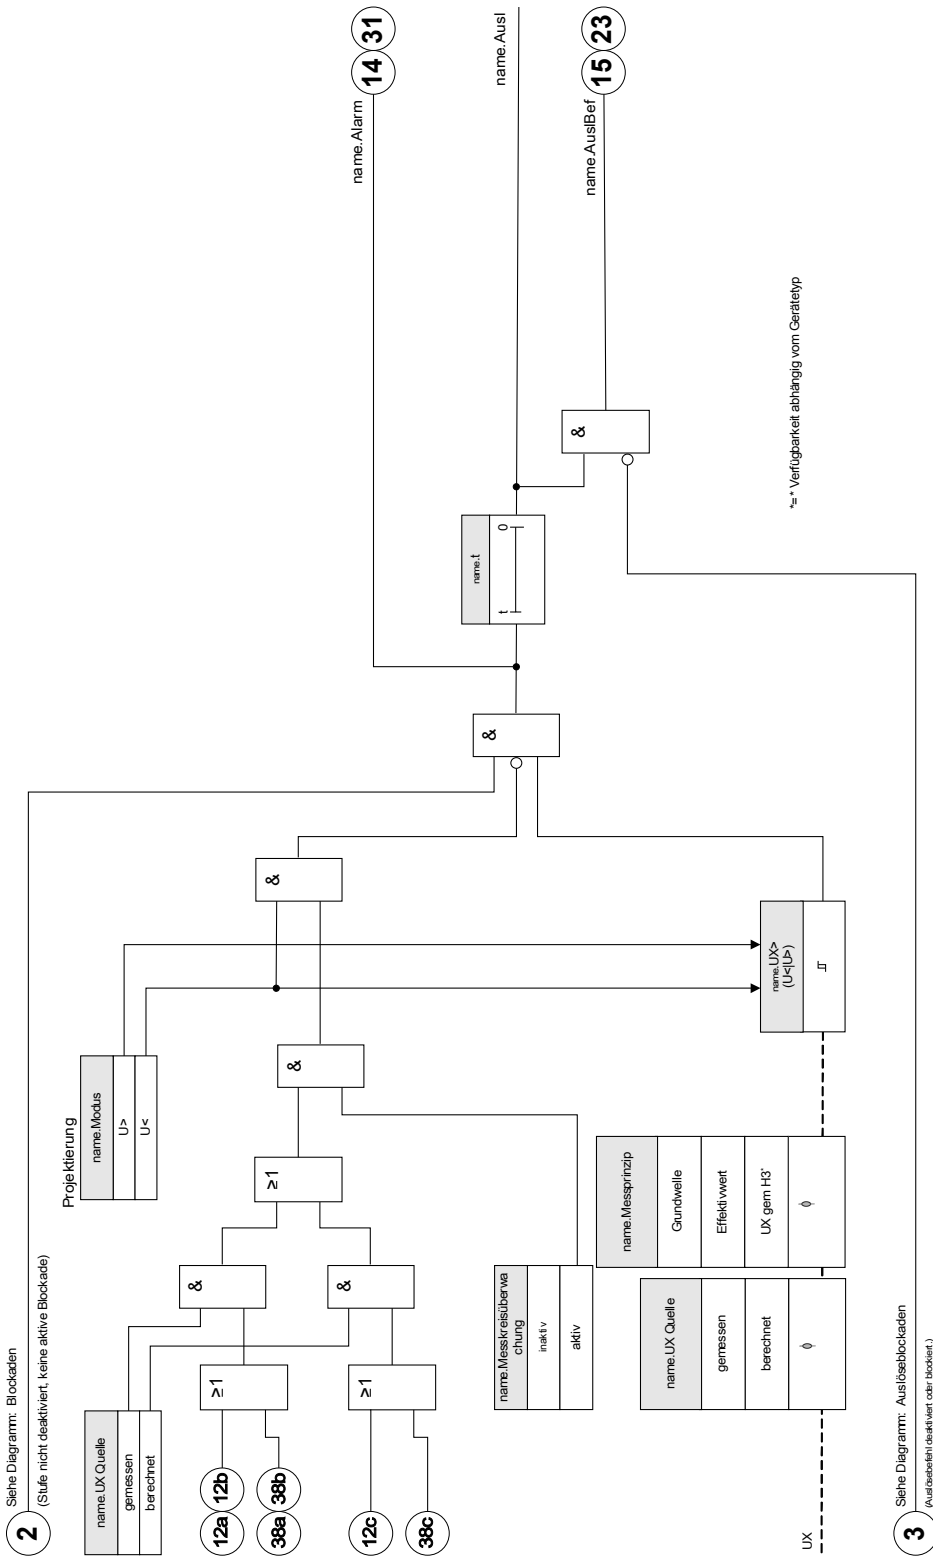 2
Siehe Diagramm: Blockaden
(Stufe nicht deaktiviert, keine aktive Blockade)
name.UX Quelle
gemessen
berechnet
12a
12b
38a
38b
12c
38c
≥1
≥1
&
&
≥1
Projektierung
name.Modus
U>
U<
name.Messkreisüberwa
chung
inaktiv
aktiv
&
&
name.UX Quelle
gemessen
berechnet
ϕ
name.Messprinzip
Grundwelle
Effektivwert
UX gem H3*
ϕ
UX
name.UX>
(U<|U>)
&
name.t
t
0
&
name.Alarm
14
31
name.Ausl
name.AuslBef
15
23
*=* Verfügbarkeit abhängig vom Gerätetyp
3
Siehe Diagramm: Auslöseblockaden
(Auslösebefehl deaktiviert oder blockiert.)